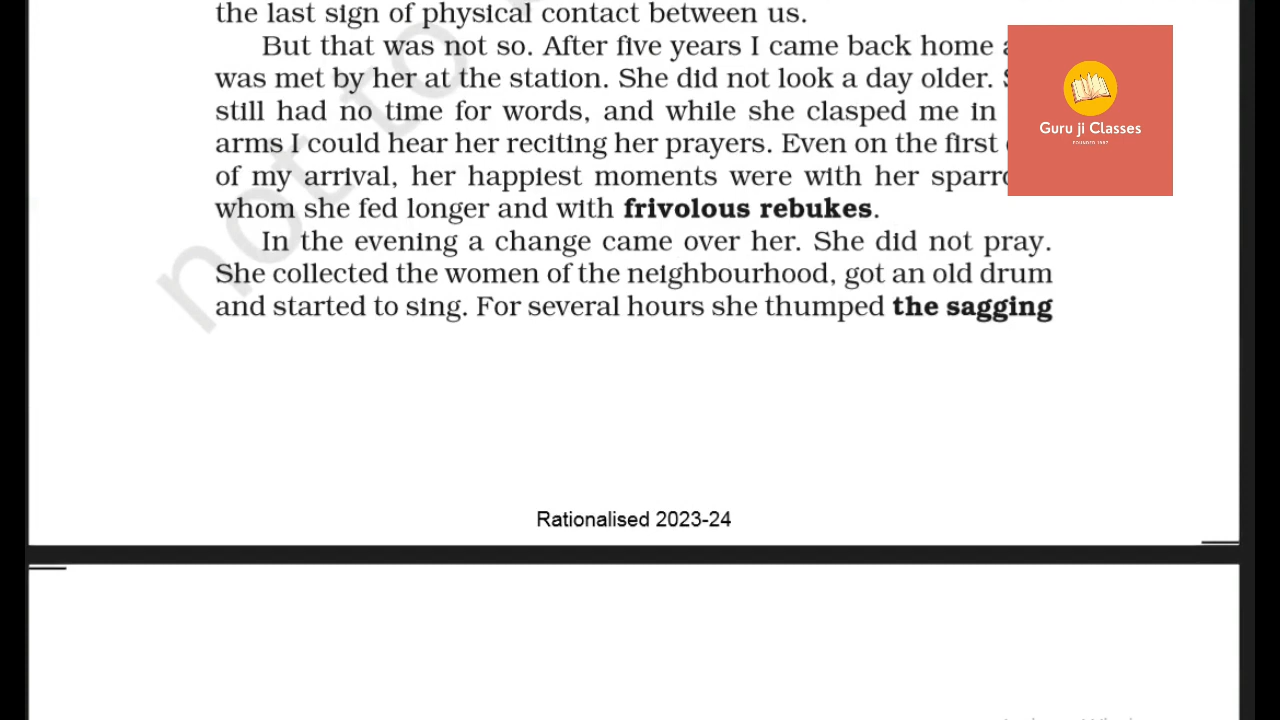 the last sign of physical contact between us.
But that was not so. After five years I came back home
was met by her at the station. She did not look a day older.
still had no time for words, and while she clasped me in
arms I could hear her reciting her prayers. Even on the first
of my arrival, her happiest moments were with her
whom she fed longer and with frivolous rebukes.
In the evening a change came over her. She did not pray.
She collected the women of the neighbourhood, got an old drum
and started to sing. For several hours she thumped the sagging
Guru ji Classes
not to
Rationalised 2023-24